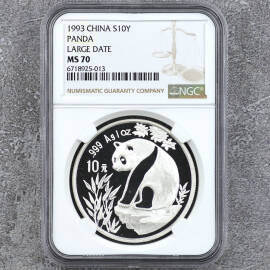 1993 CHINA S10Y
PANDA
LARGE DATE
MS 70
6718925-013
NUMISMATIC GUARANTY COMPANY
NGC
999 Ag 1 oz
10元